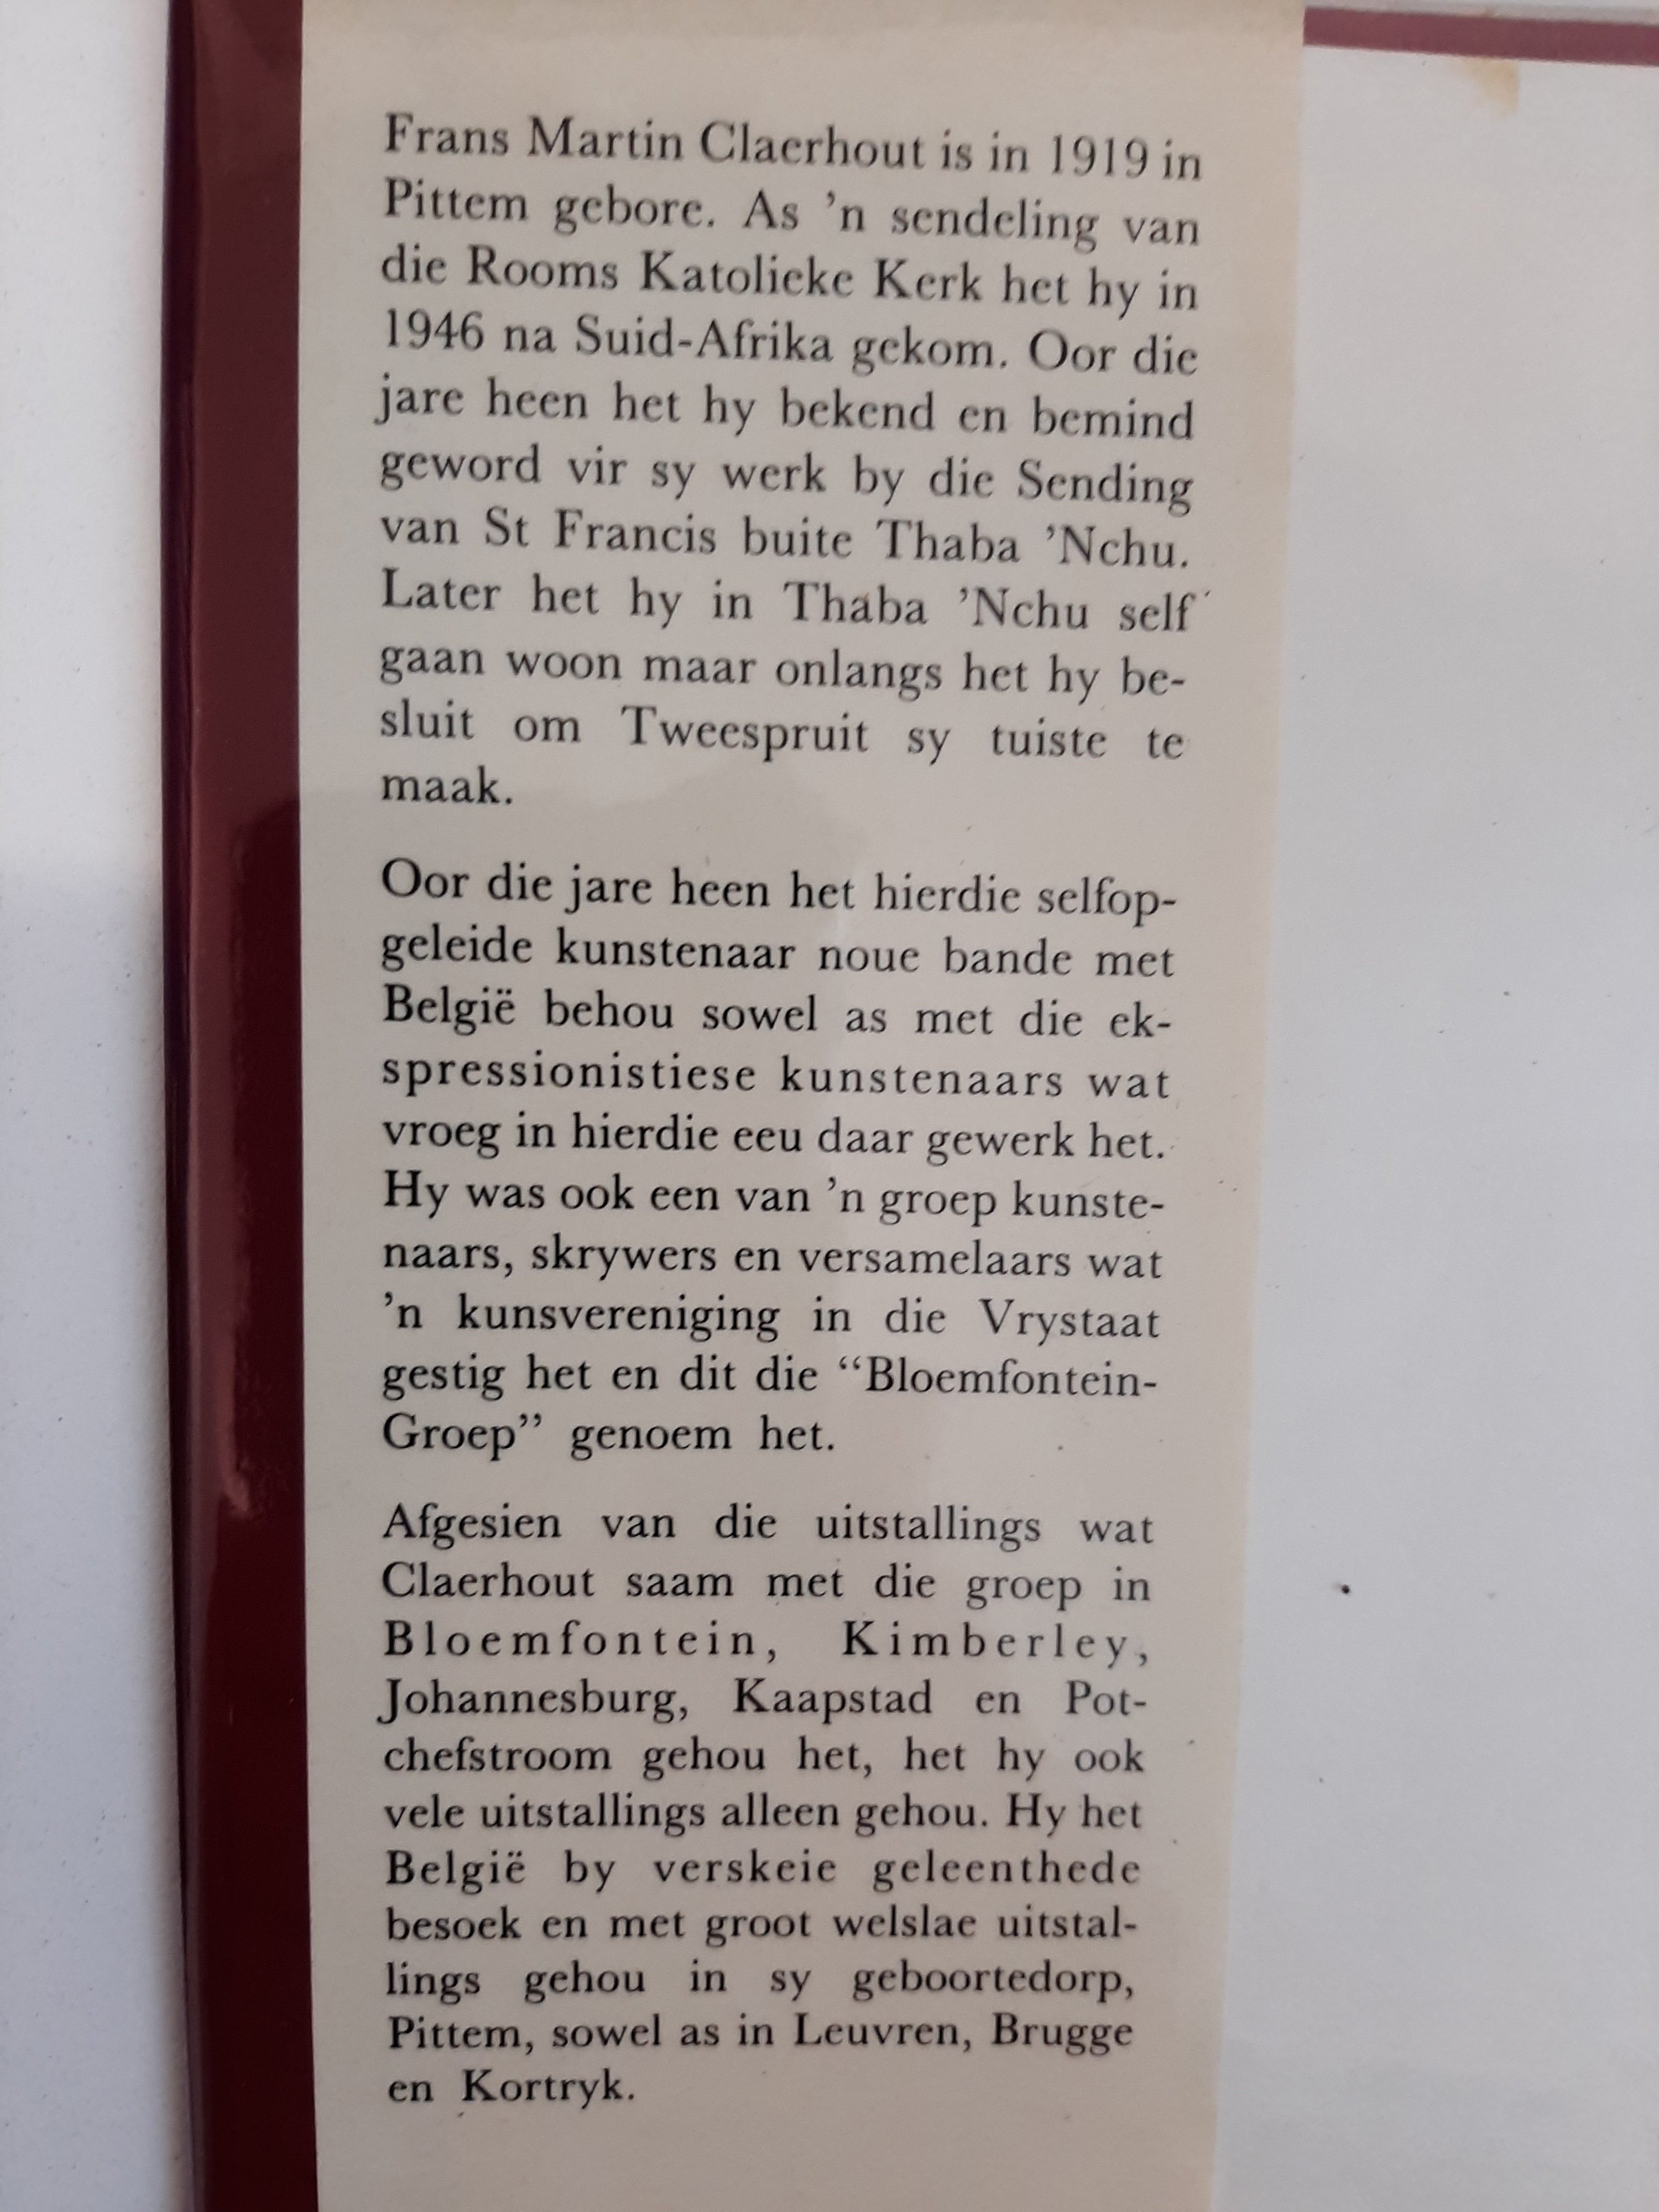 Frans Martin Claerhout is in 1919 in
Pittem gebore. As ’n sendeling van
die Rooms Katolieke Kerk het hy in
1946 na Suid-Afrika gekom. Oor die
jare heen het hy bekend en bemind
geword vir sy werk by die Sending
van St Francis buite Thaba ’Nchu.
Later het hy in Thaba ’Nchu self
gaan woon maar onlangs het hy be-
sluit om Tweespruit sy tuiste te
maak.
Oor die jare heen het hierdie selfop-
geleide kunstenaar noue bande met
België behou sowel as met die ek-
spressionistiese kunstenaars wat
vroeg in hierdie eeu daar gewerk het.
Hy was ook een van ’n groep kunste-
naars, skrywers en versamelaars wat
’n kunsvereniging in die Vrystaat
gestig het en dit die “Bloemfontein-
Groep” genoem het.
Afgesien van die uitstallings wat
Claerhout saam met die groep in
Bloemfontein, Kimberley,
Johannesburg, Kaapstad en Pot-
chefstroom gehou het, het hy ook
vele uitstallings alleen gehou. Hy het
België by verskeie geleenthede
besoek en met groot welslae uitstal-
lings gehou in sy geboortedorp,
Pittem, sowel as in Leuvren, Brugge
en Kortryk.